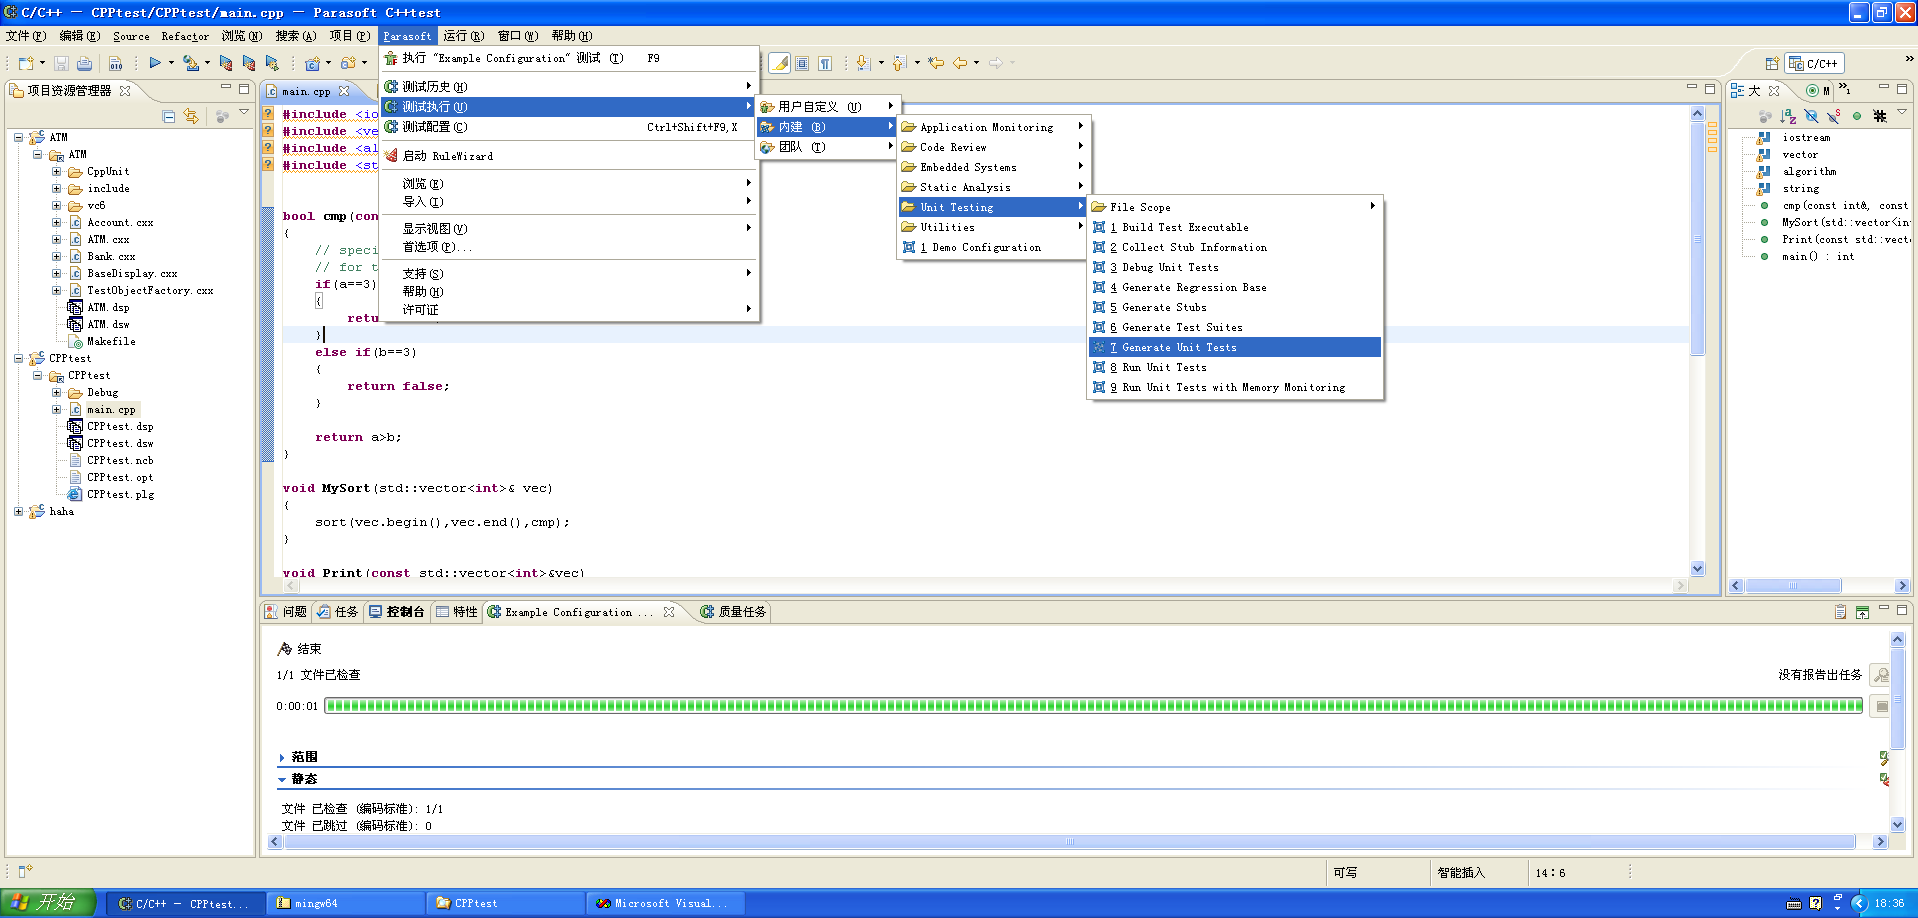 C/C++ — CPPtest/CPPtest/main.cpp — Parasoft C++test
文件(F) 编辑(E) Source Refactor 浏览(N) 搜索(A) 项目(P) Parasoft 运行(R) 窗口(W) 帮助(H)
C/C++
项目资源管理器
ATM
ATM
CppUnit
include
vc6
Account.cxx
ATM.cxx
Bank.cxx
BaseDisplay.cxx
TestObjectFactory.cxx
ATM.dsp
ATM.dsw
Makefile
CPPtest
CPPtest
Debug
main.cpp
CPPtest.dsp
CPPtest.dsw
CPPtest.ncb
CPPtest.opt
CPPtest.plg
haha
main.cpp
#include <io
#include <ve
#include <al
#include <st
bool cmp(con
{
// speci
// for t
if(a==3)
{
retu
}
else if(b==3)
{
return false;
}
return a>b;
}
void MySort(std::vector<int>& vec)
{
sort(vec.begin(),vec.end(),cmp);
}
void Print(const std::vector<int>&vec)
执行 "Example Configuration" 测试 (T) F9
测试历史(H)
测试执行(U)
测试配置(C) Ctrl+Shift+F9,X
启动 RuleWizard
浏览(E)
导入(I)
显示视图(V)
首选项(P)...
支持(S)
帮助(H)
许可证
用户自定义 (U)
内建 (B)
团队 (T)
Application Monitoring
Code Review
Embedded Systems
Static Analysis
Unit Testing
Utilities
1 Demo Configuration
File Scope
1 Build Test Executable
2 Collect Stub Information
3 Debug Unit Tests
4 Generate Regression Base
5 Generate Stubs
6 Generate Test Suites
7 Generate Unit Tests
8 Run Unit Tests
9 Run Unit Tests with Memory Monitoring
大 M »1
iostream
vector
algorithm
string
cmp(const int&, const
MySort(std::vector<in
Print(const std::vect
main() : int
问题 任务 控制台 特性 Example Configuration ... 质量任务
结束
1/1 文件已检查 没有报告出任务
0:00:01
范围
静态
文件 已检查 (编码标准): 1/1
文件 已跳过 (编码标准): 0
可写 智能插入 14：6
开始 C/C++ — CPPtest... mingw64 CPPtest Microsoft Visual... 18:36